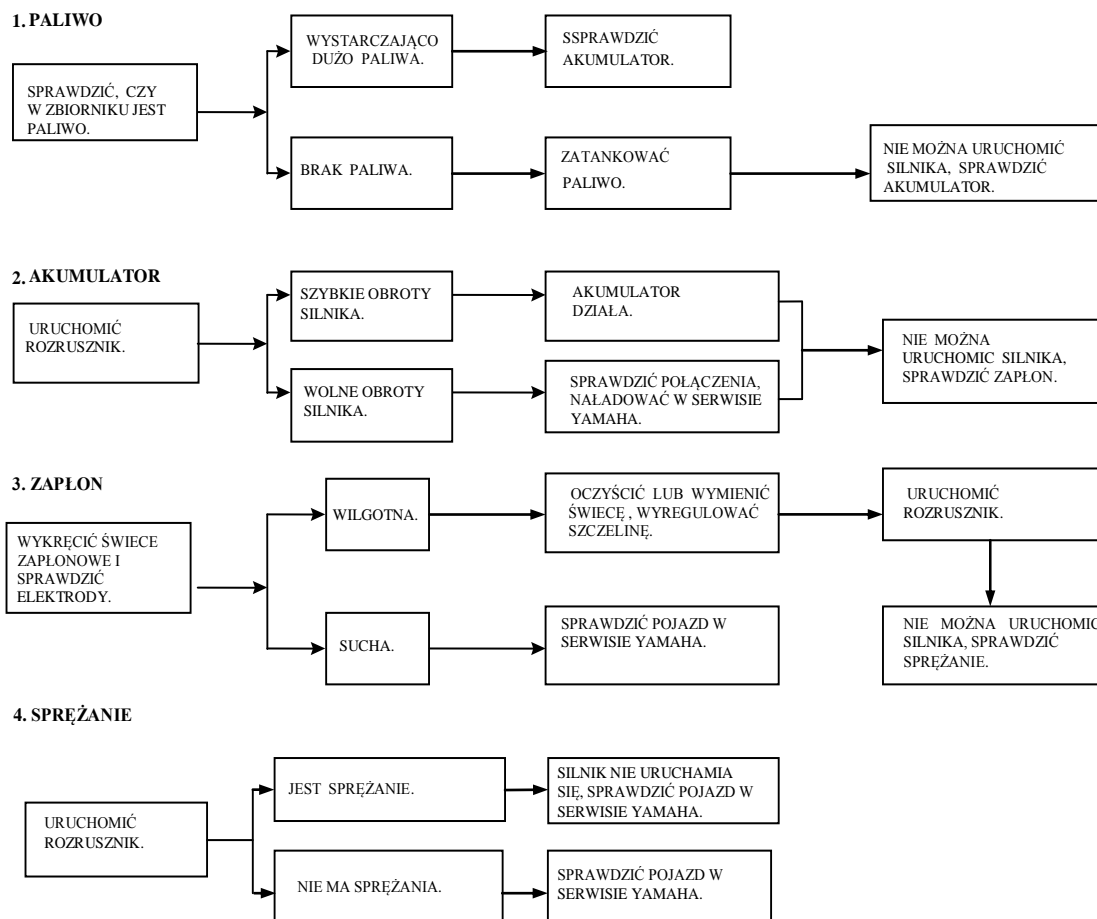 1. PALIWO
SPRAWDZIĆ, CZY
W ZBIORNIKU JEST
PALIWO.
WYSTARCZAJĄCO
DUŻO PALIWA.
SSPRAWDZIĆ
AKUMULATOR.
BRAK PALIWA.
ZATANKOWAĆ
PALIWO.
NIE MOŻNA URUCHOMIĆ
SILNIKA, SPRAWDZIĆ
AKUMULATOR.
2. AKUMULATOR
URUCHOMIĆ
ROZRUSZNIK.
SZYBKIE OBROTY
SILNIKA.
AKUMULATOR
DZIAŁA.
WOLNE OBROTY
SILNIKA.
SPRAWDZIĆ POŁĄCZENIA,
NAŁADOWAĆ W SERWISIE
YAMAHA.
NIE MOŻNA
URUCHOMIC SILNIKA,
SPRAWDZIĆ ZAPŁON.
3. ZAPŁON
WYKRĘCIĆ ŚWIECE
ZAPŁONOWE I
SPRAWDZIĆ
ELEKTRODY.
WILGOTNA.
OCZYŚCIĆ LUB WYMIENIĆ
ŚWIECĘ , WYREGULOWAĆ
SZCZELINĘ.
URUCHOMIĆ
ROZRUSZNIK.
SUCHA.
SPRAWDZIĆ POJAZD W
SERWISIE YAMAHA.
NIE MOŻNA URUCHOMIĆ
SILNIKA, SPRAWDZIĆ
SPRĘŻANIE.
4. SPRĘŻANIE
URUCHOMIĆ
ROZRUSZNIK.
JEST SPRĘŻANIE.
SILNIK NIE URUCHAMIA
SIĘ, SPRAWDZIĆ POJAZD W
SERWISIE YAMAHA.
NIE MA SPRĘŻANIA.
SPRAWDZIĆ POJAZD W
SERWISIE YAMAHA.